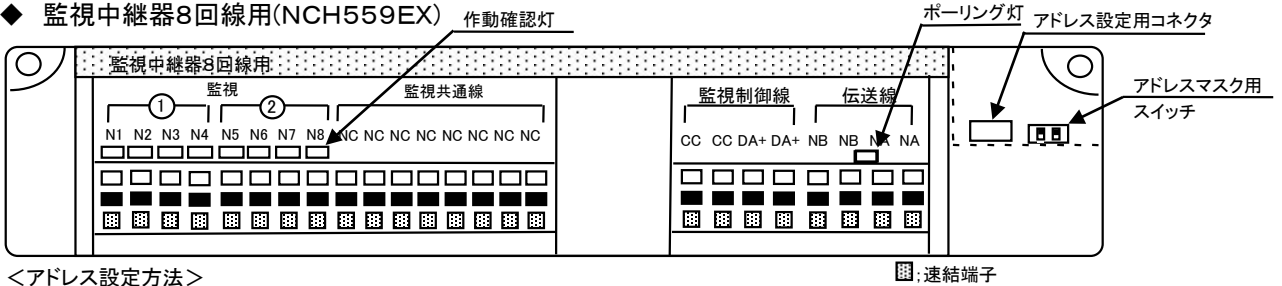 ◆ 監視中継器8回線用(NCH559EX)
作動確認灯
ポーリング灯
アドレス設定用コネクタ
監視中継器8回線用
アドレスマスク用
スイッチ
監視
監視共通線
監視制御線
伝送線
① ②
N1 N2 N3 N4 N5 N6 N7 N8 NC NC NC NC NC NC NC NC
CC CC DA+ DA+ NB NB NA NA
<アドレス設定方法>
;速結端子